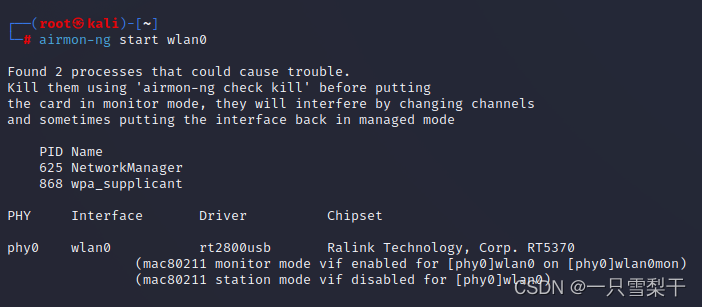 ┌──(root㉿kali)-[~]
└─# airmon-ng start wlan0
Found 2 processes that could cause trouble.
Kill them using 'airmon-ng check kill' before putting
the card in monitor mode, they will interfere by changing channels
and sometimes putting the interface back in managed mode
PID Name
625 NetworkManager
868 wpa_supplicant
PHY Interface Driver Chipset
phy0 wlan0 rt2800usb Ralink Technology, Corp. RT5370
(mac80211 monitor mode vif enabled for [phy0]wlan0 on [phy0]wlan0mon)
(mac80211 station mode vif disabled for [phy0]wlan0)
CSDN @一只雪梨干